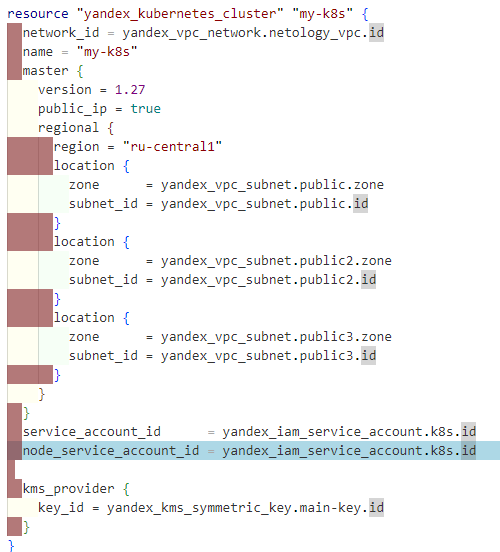 resource "yandex_kubernetes_cluster" "my-k8s" {
  network_id = yandex_vpc_network.netology_vpc.id
  name = "my-k8s"
  master {
    version = 1.27
    public_ip = true
    regional {
      region = "ru-central1"
      location {
        zone      = yandex_vpc_subnet.public.zone
        subnet_id = yandex_vpc_subnet.public.id
      }
      location {
        zone      = yandex_vpc_subnet.public2.zone
        subnet_id = yandex_vpc_subnet.public2.id
      }
      location {
        zone      = yandex_vpc_subnet.public3.zone
        subnet_id = yandex_vpc_subnet.public3.id
      }
    }
  }
  service_account_id      = yandex_iam_service_account.k8s.id
  node_service_account_id = yandex_iam_service_account.k8s.id

  kms_provider {
    key_id = yandex_kms_symmetric_key.main-key.id
  }
}